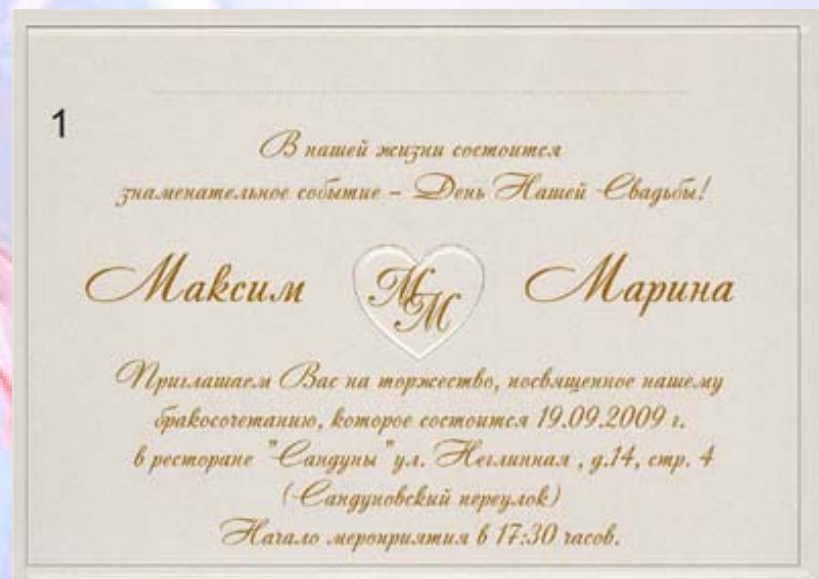 1
В нашей жизни состоится
знаменательное событие – День Нашей Свадьбы!
Максим ММ Марина
Приглашаем Вас на торжество, посвященное нашему
бракосочетанию, которое состоится 19.09.2009 г.
в ресторане "Сандуны "ул. Неглинная , д.14, стр. 4
(Сандуновский переулок)
Начало мероприятия в 17:30 часов.